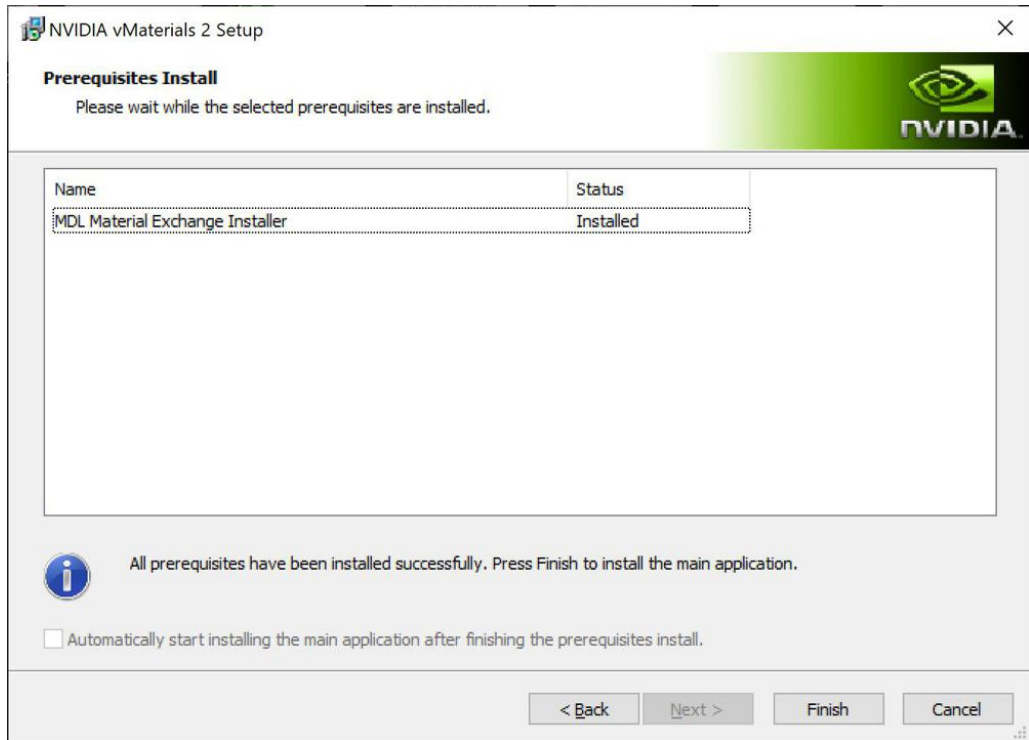 NVIDIA vMaterials 2 Setup
Prerequisites Install
Please wait while the selected prerequisites are installed.
NVIDIA.
Name Status
MDL Material Exchange Installer Installed
All prerequisites have been installed successfully. Press Finish to install the main application.
Automatically start installing the main application after finishing the prerequisites install.
< Back Next > Finish Cancel